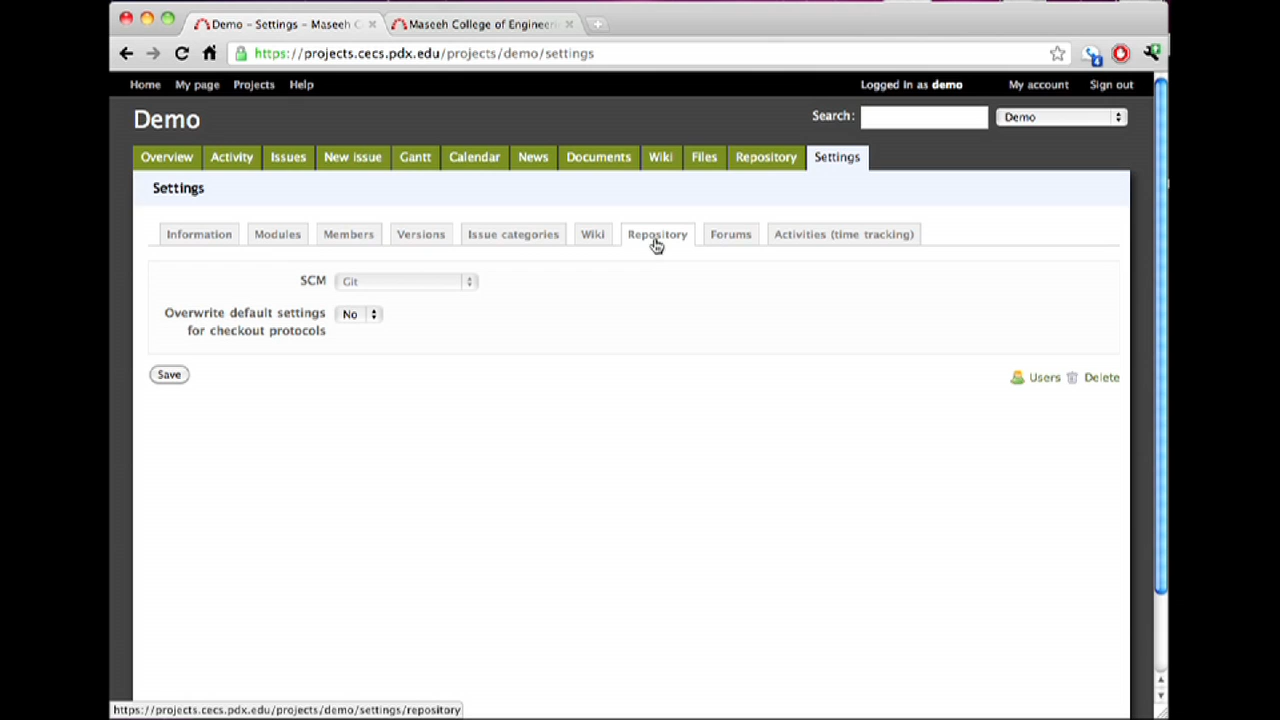 Demo – Settings – Maseeh C
Maseeh College of Engineeri
https://projects.cecs.pdx.edu/projects/demo/settings
4
Home My page Projects Help Logged in as demo My account Sign out
Demo Search: Demo
Overview Activity Issues New issue Gantt Calendar News Documents Wiki Files Repository Settings
Settings
Information Modules Members Versions Issue categories Wiki Repository Forums Activities (time tracking)
SCM Git
Overwrite default settings No
for checkout protocols
Save Users Delete
https://projects.cecs.pdx.edu/projects/demo/settings/repository